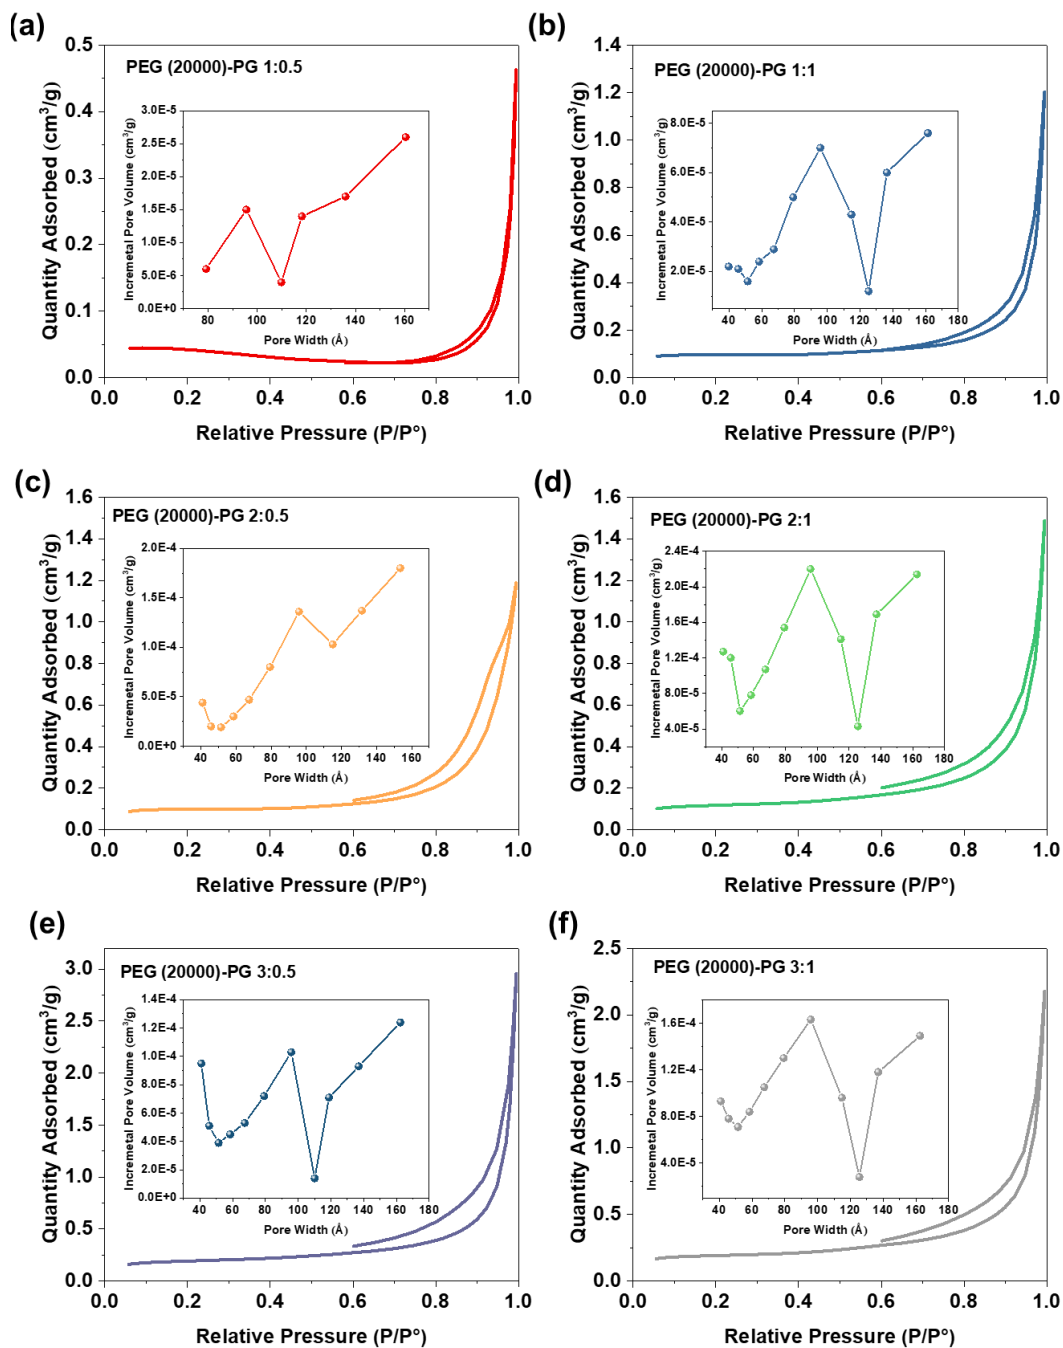 (a)
PEG (20000)-PG 1:0.5
Quantity Adsorbed (cm³/g)
0.5
0.4
0.3
0.2
0.1
0.0
0.0 0.2 0.4 0.6 0.8 1.0
Relative Pressure (P/P°)
Incremetal Pore Volume (cm³/g)
3.0E-5
2.5E-5
2.0E-5
1.5E-5
1.0E-5
5.0E-6
0.0E+0
80 100 120 140 160
Pore Width (Å)
(b)
PEG (20000)-PG 1:1
Quantity Adsorbed (cm³/g)
1.4
1.2
1.0
0.8
0.6
0.4
0.2
0.0
0.0 0.2 0.4 0.6 0.8 1.0
Relative Pressure (P/P°)
Incremetal Pore Volume (cm³/g)
8.0E-5
6.0E-5
4.0E-5
2.0E-5
40 60 80 100 120 140 160 180
Pore Width (Å)
(c)
PEG (20000)-PG 2:0.5
Quantity Adsorbed (cm³/g)
1.6
1.4
1.2
1.0
0.8
0.6
0.4
0.2
0.0
0.0 0.2 0.4 0.6 0.8 1.0
Relative Pressure (P/P°)
Incremetal Pore Volume (cm³/g)
2.0E-4
1.5E-4
1.0E-4
5.0E-5
0.0E+0
40 60 80 100 120 140 160
Pore Width (Å)
(d)
PEG (20000)-PG 2:1
Quantity Adsorbed (cm³/g)
1.6
1.4
1.2
1.0
0.8
0.6
0.4
0.2
0.0
0.0 0.2 0.4 0.6 0.8 1.0
Relative Pressure (P/P°)
Incremetal Pore Volume (cm³/g)
2.4E-4
2.0E-4
1.6E-4
1.2E-4
8.0E-5
4.0E-5
40 60 80 100 120 140 160 180
Pore Width (Å)
(e)
PEG (20000)-PG 3:0.5
Quantity Adsorbed (cm³/g)
3.0
2.5
2.0
1.5
1.0
0.5
0.0
0.0 0.2 0.4 0.6 0.8 1.0
Relative Pressure (P/P°)
Incremetal Pore Volume (cm³/g)
1.4E-4
1.2E-4
1.0E-4
8.0E-5
6.0E-5
4.0E-5
2.0E-5
0.0E+0
40 60 80 100 120 140 160 180
Pore Width (Å)
(f)
PEG (20000)-PG 3:1
Quantity Adsorbed (cm³/g)
2.5
2.0
1.5
1.0
0.5
0.0
0.0 0.2 0.4 0.6 0.8 1.0
Relative Pressure (P/P°)
Incremetal Pore Volume (cm³/g)
1.6E-4
1.2E-4
8.0E-5
4.0E-5
40 60 80 100 120 140 160 180
Pore Width (Å)